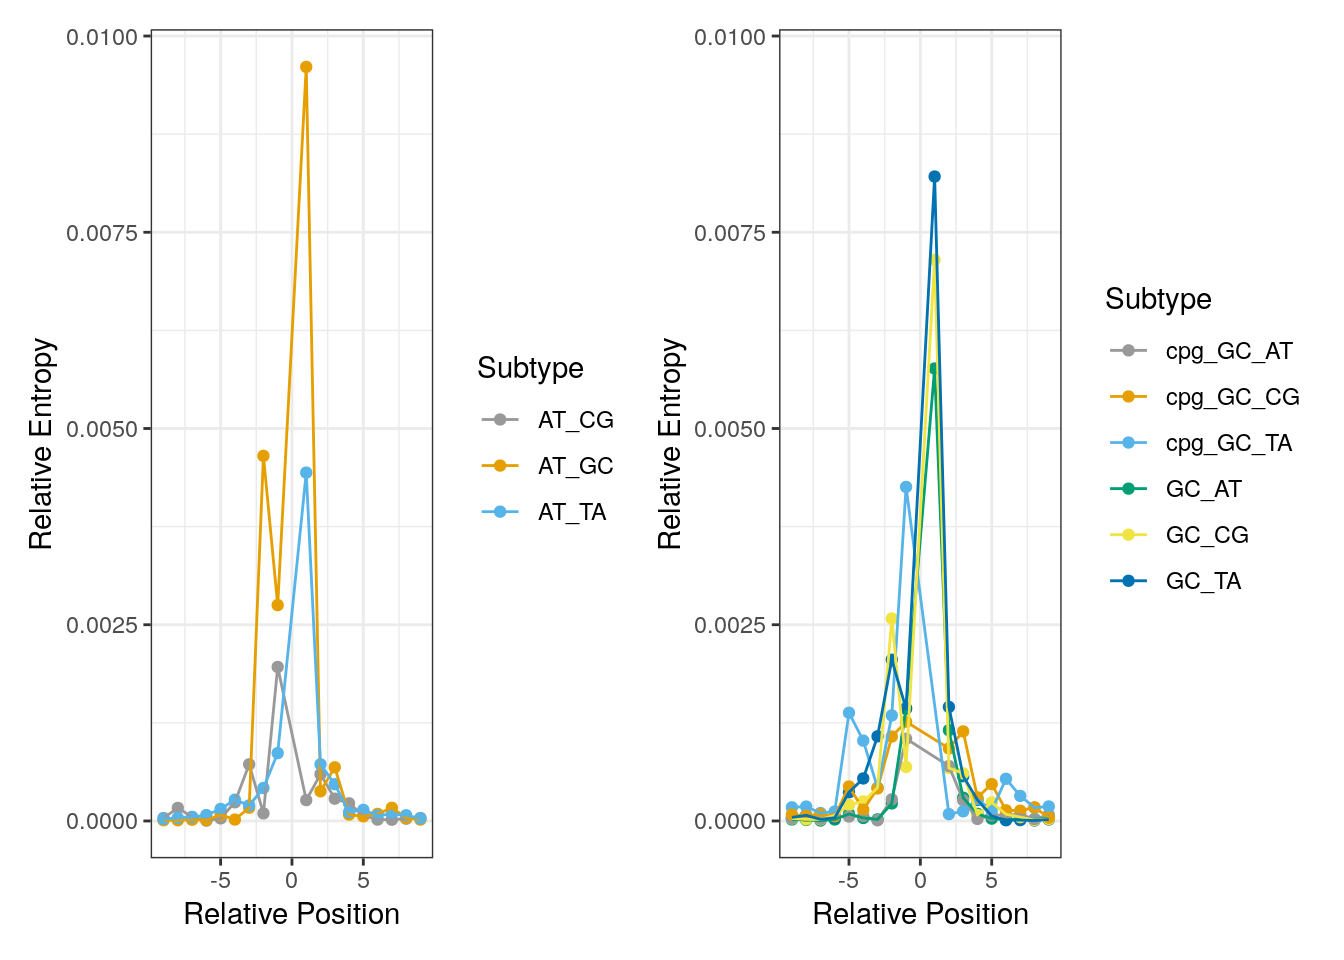 0.0100
0.0075
0.0050
0.0025
0.0000
Relative Entropy
-5 0 5
Relative Position
Subtype
AT_CG
AT_GC
AT_TA
0.0100
0.0075
0.0050
0.0025
0.0000
Relative Entropy
-5 0 5
Relative Position
Subtype
cpg_GC_AT
cpg_GC_CG
cpg_GC_TA
GC_AT
GC_CG
GC_TA